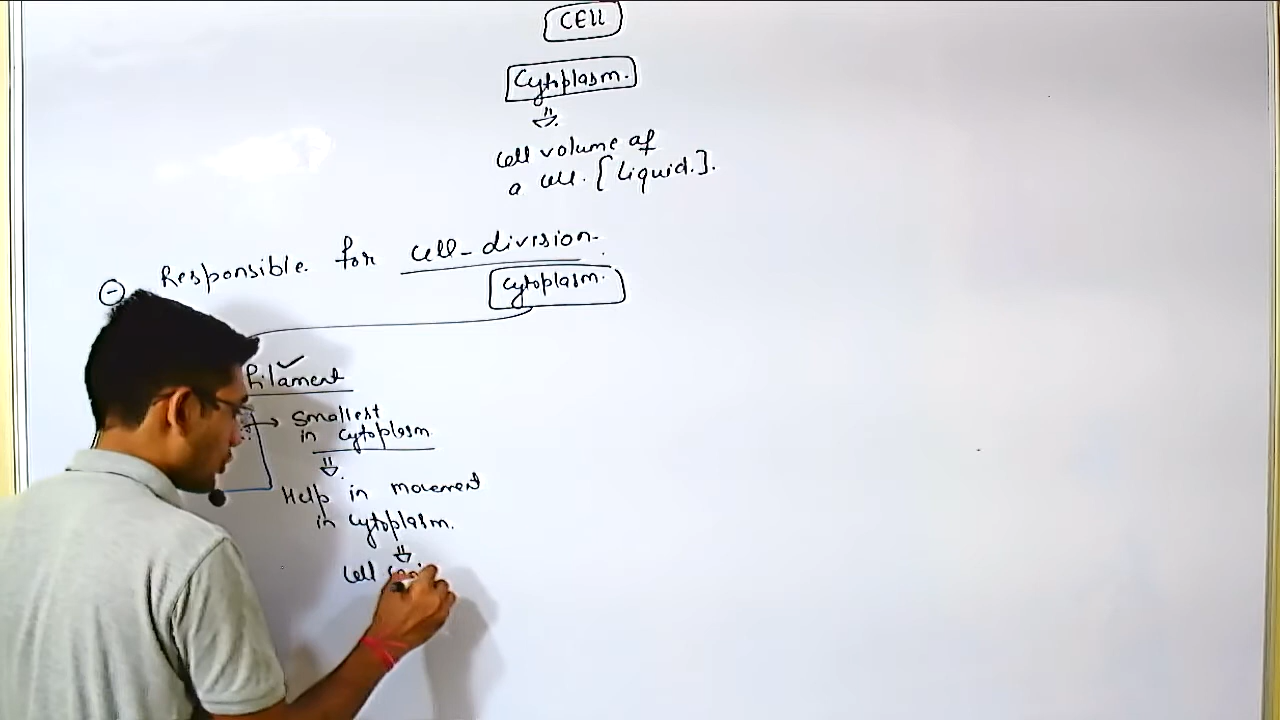 CELL
Cytoplasm.
Cell volume of
a cell. [Liquid.].
Responsible for cell-division.
Cytoplasm.
Filament
Smallest
in cytoplasm
Help in movement
in cytoplasm.
Cell